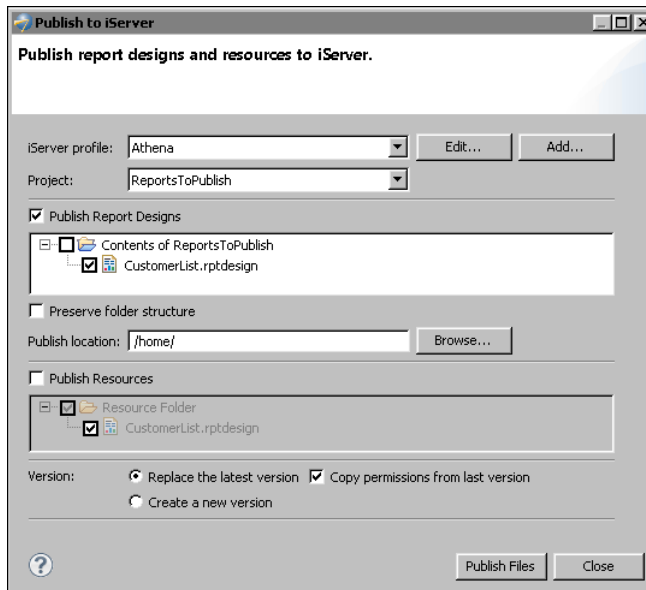 Publish to iServer
Publish report designs and resources to iServer.
iServer profile: Athena Edit... Add...
Project: ReportsToPublish
Publish Report Designs
Contents of ReportsToPublish
CustomerList.rptdesign
Preserve folder structure
Publish location: /home/ Browse...
Publish Resources
Resource Folder
CustomerList.rptdesign
Version: Replace the latest version Copy permissions from last version
Create a new version
? Publish Files Close